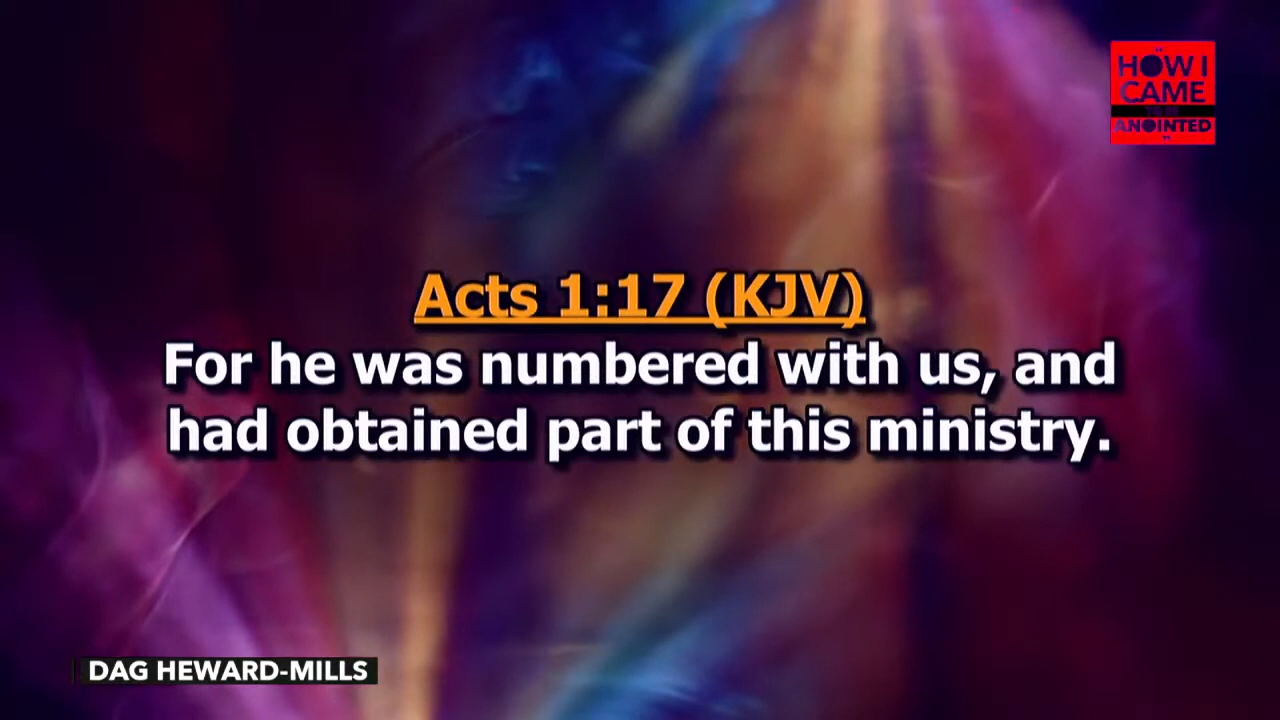 HOW I
CAME
ANOINTED
Acts 1:17 (KJV)
For he was numbered with us, and
had obtained part of this ministry.
DAG HEWARD-MILLS